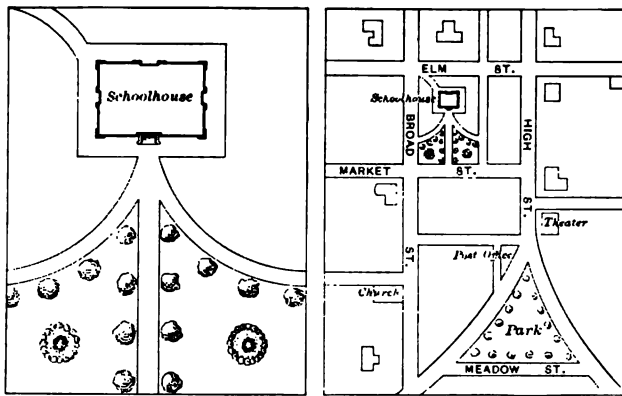 Schoolhouse
ELM ST.
Schoolhouse
BROAD
HIGH
MARKET ST.
ST.
Theater
ST.
Post Office
Church
Park
MEADOW ST.